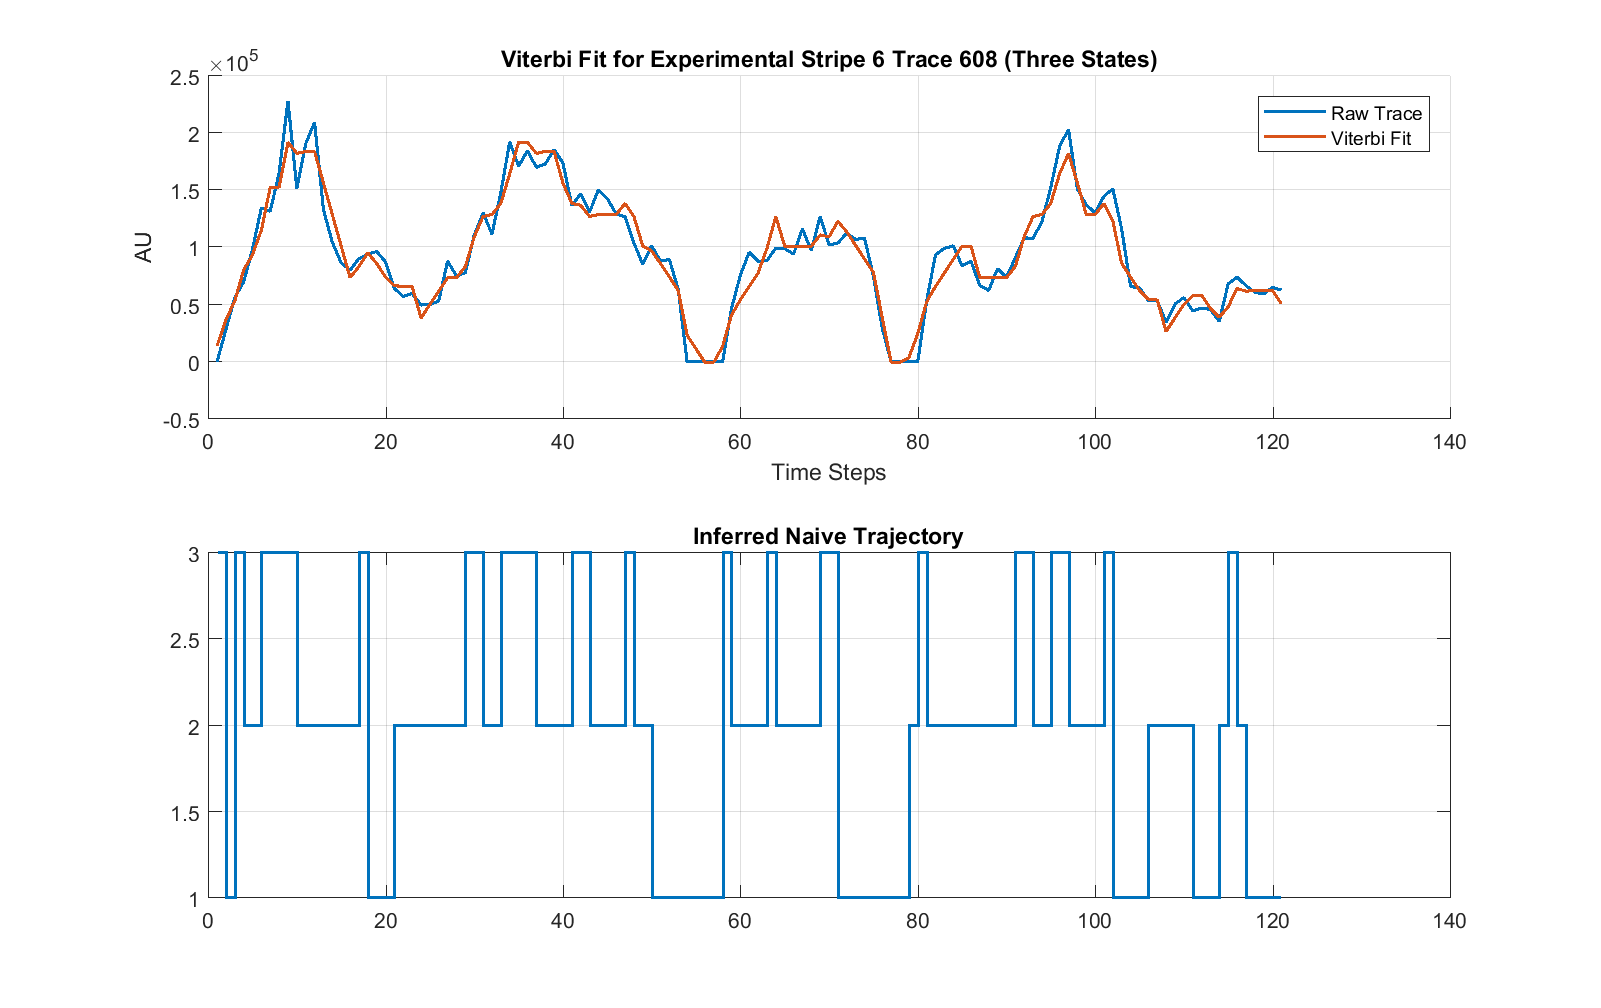 Viterbi Fit for Experimental Stripe 6 Trace 608 (Three States)
×10^5
2.5
2
1.5
1
0.5
0
-0.5
AU
Raw Trace
Viterbi Fit
0 20 40 60 80 100 120 140
Time Steps
Inferred Naive Trajectory
3
2.5
2
1.5
1
0 20 40 60 80 100 120 140